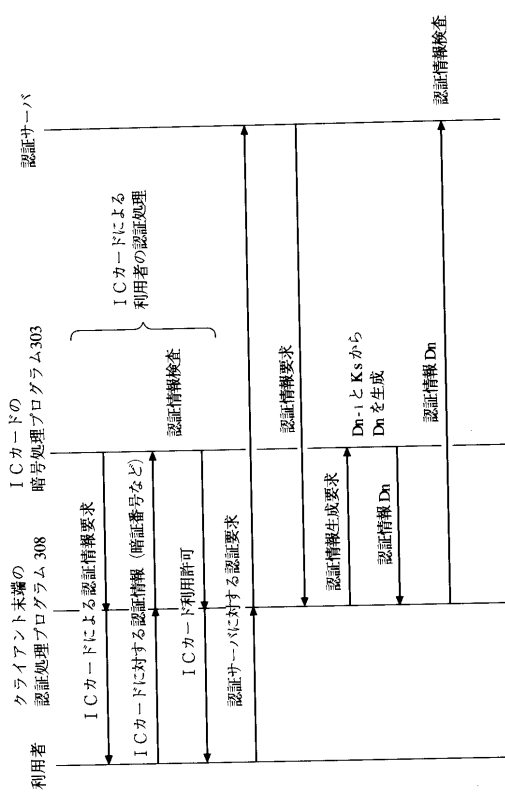 利用者
クライアント末端の
認証処理プログラム 308
ICカードの
暗号処理プログラム303
認証サーバ
ICカードによる認証情報要求
ICカードに対する認証情報(暗証番号など)
認証情報検査
ICカードによる
利用者の認証処理
ICカード利用許可
認証サーバに対する認証要求
認証情報要求
認証情報生成要求
Dn-iとKsから
Dnを生成
認証情報Dn
認証情報Dn
認証情報検査